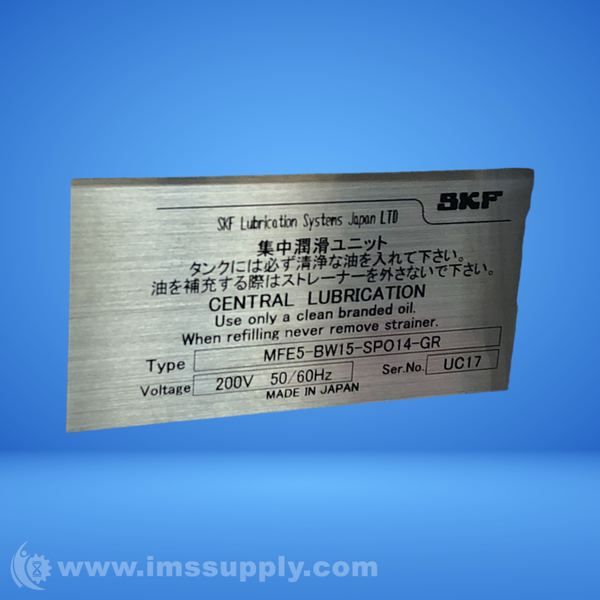 SKF
SKF Lubrication Systems Japan LTD
集中潤滑ユニット
タンクには必ず清浄な油を入れて下さい。
油を補充する際はストレーナーを外さないで下さい。
CENTRAL LUBRICATION
Use only a clean branded oil.
When refilling never remove strainer.
Type MFE5-BW15-SPO14-GR
Voltage 200V 50/60Hz Ser.No. UC17
MADE IN JAPAN
www.imssupply.com